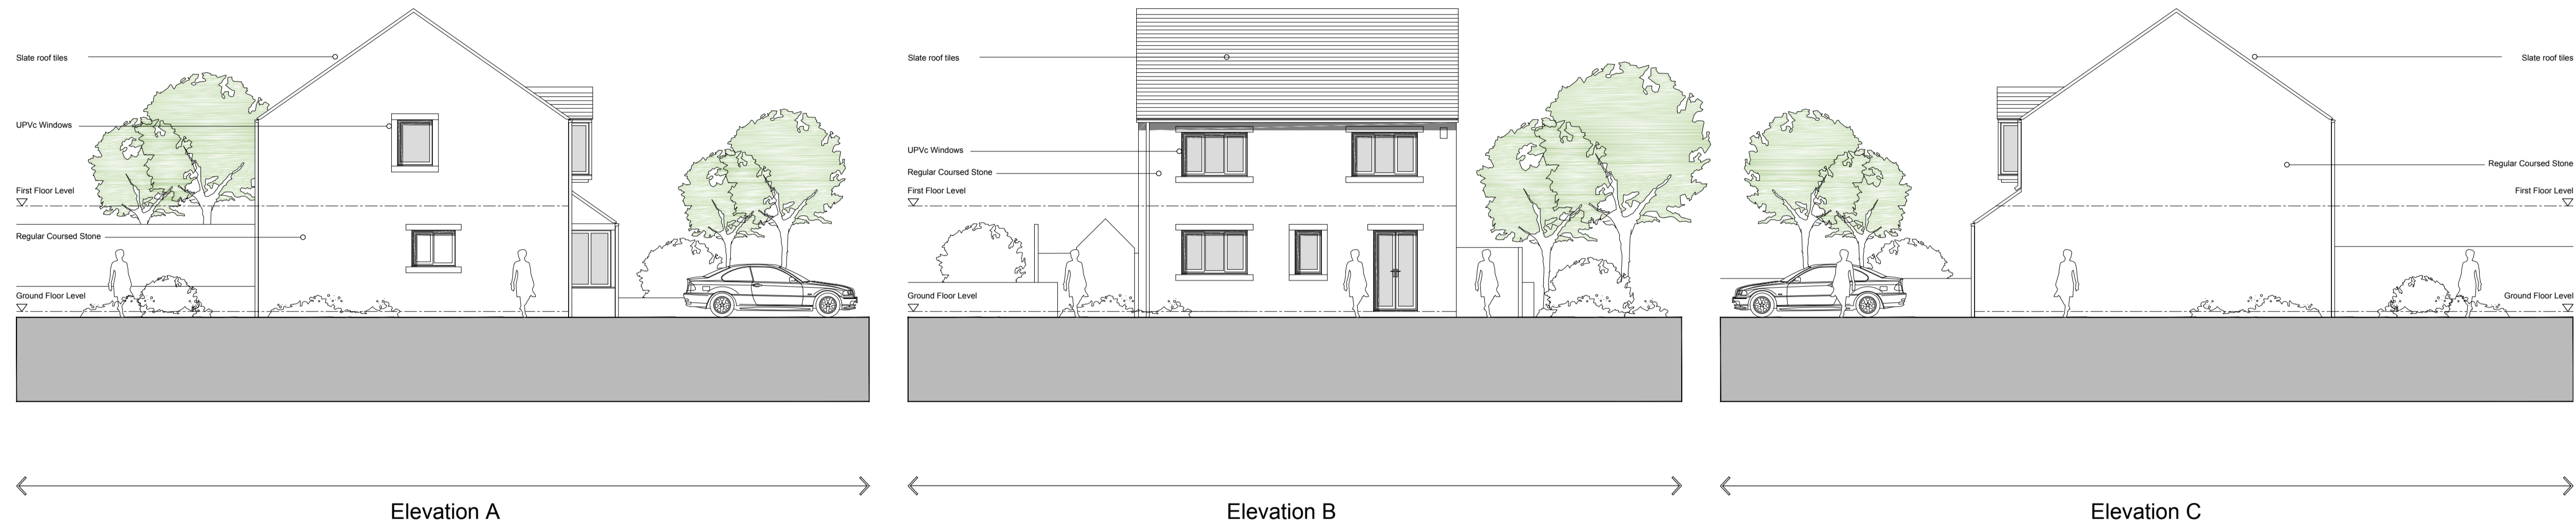 Slate roof tiles
UPVc Windows
First Floor Level
Regular Coursed Stone
Ground Floor Level
Elevation A
Slate roof tiles
UPVc Windows
Regular Coursed Stone
First Floor Level
Ground Floor Level
Elevation B
Slate roof tiles
Regular Coursed Stone
First Floor Level
Ground Floor Level
Elevation C